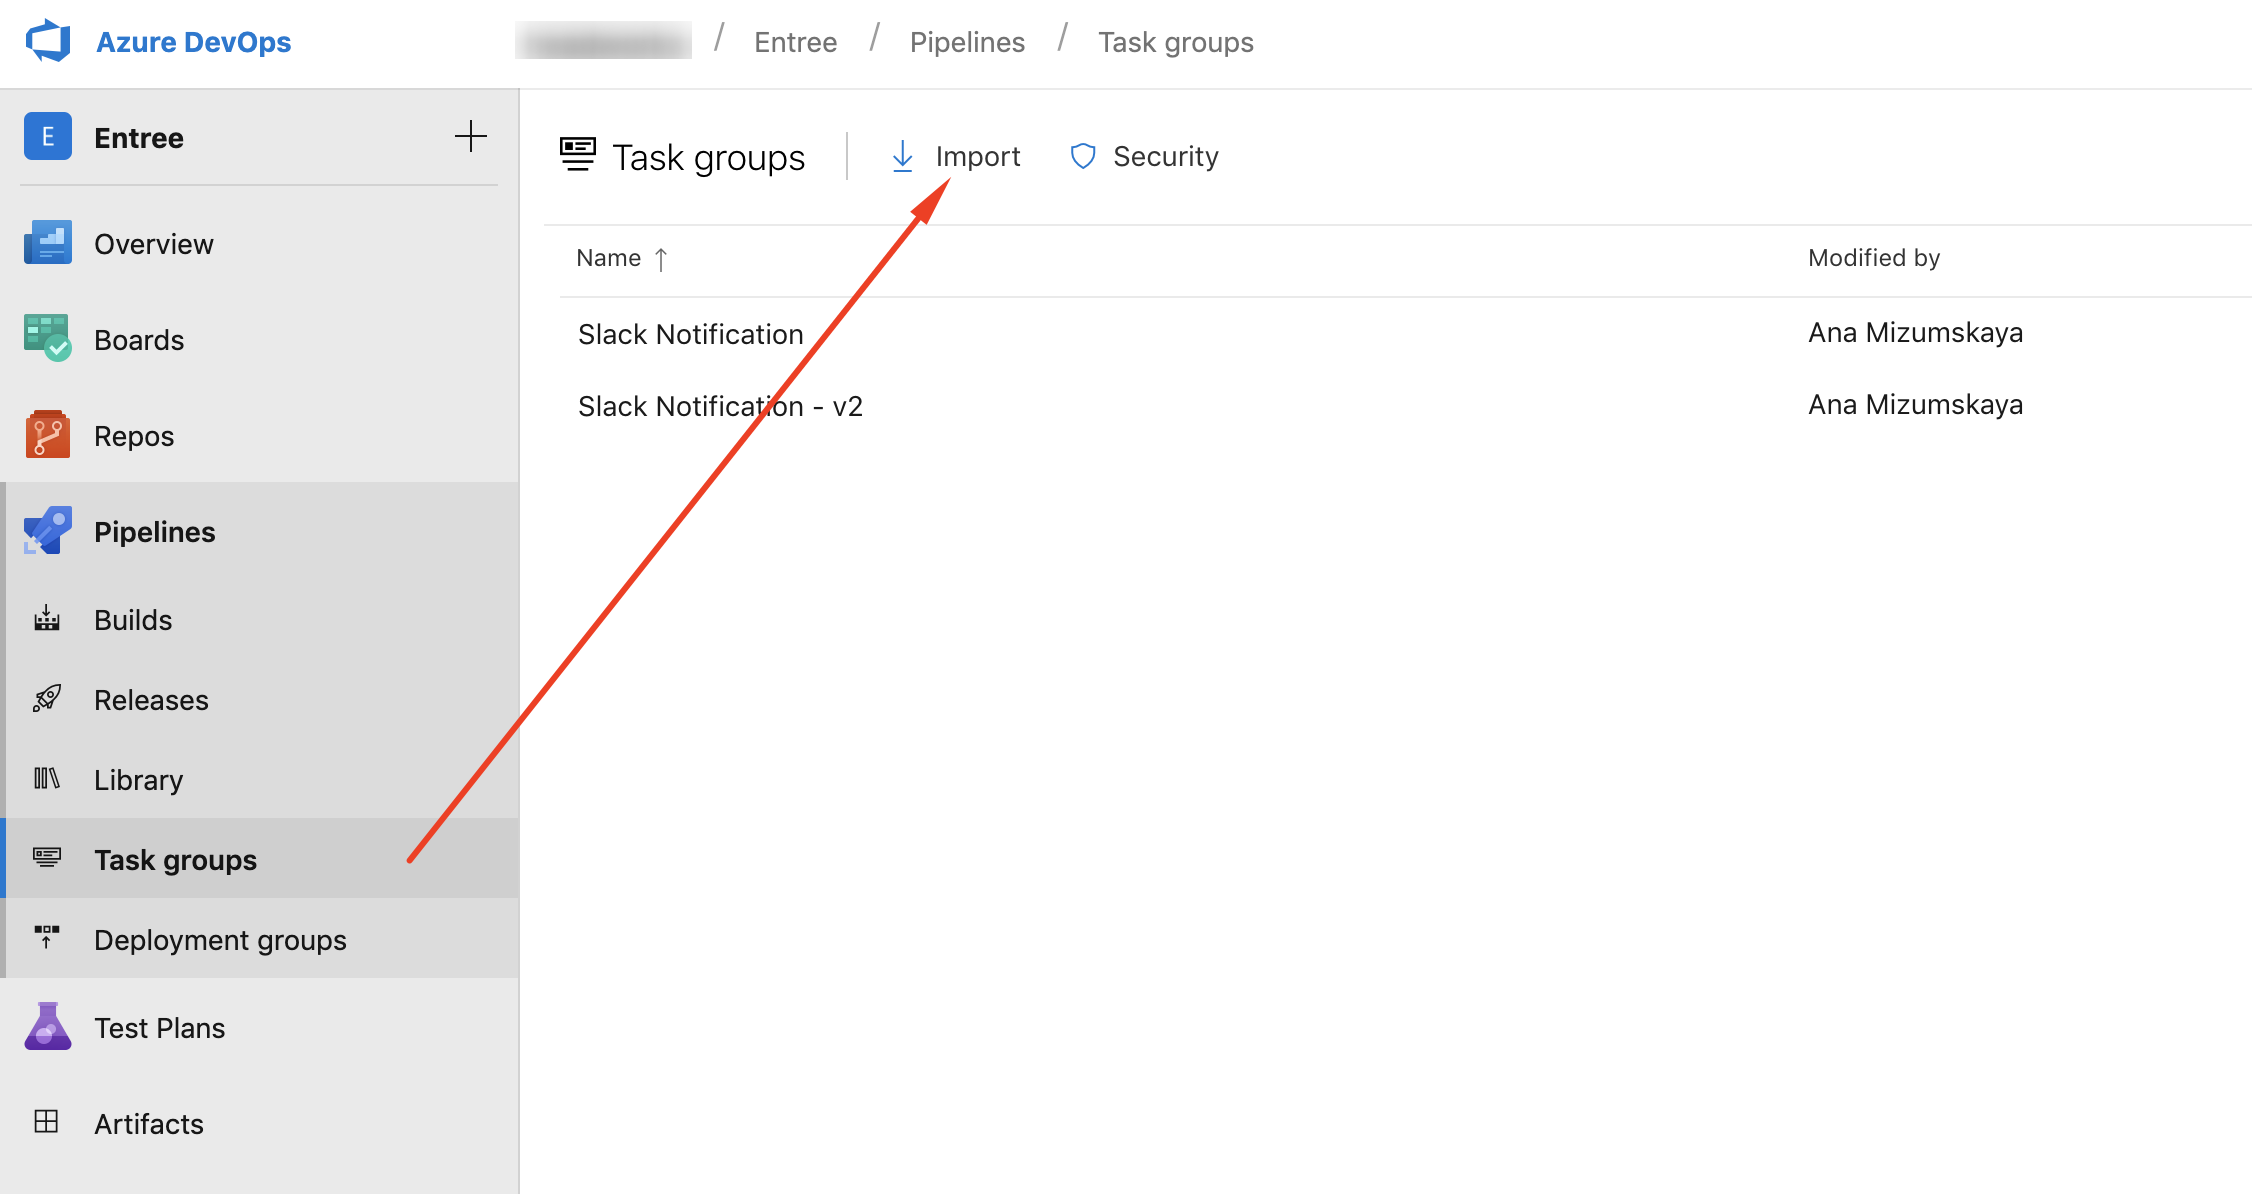 Azure DevOps
/ Entree / Pipelines / Task groups
E Entree
Overview
Boards
Repos
Pipelines
Builds
Releases
Library
Task groups
Deployment groups
Test Plans
Artifacts
Task groups Import Security
Name ↑ Modified by
Slack Notification Ana Mizumskaya
Slack Notification - v2 Ana Mizumskaya